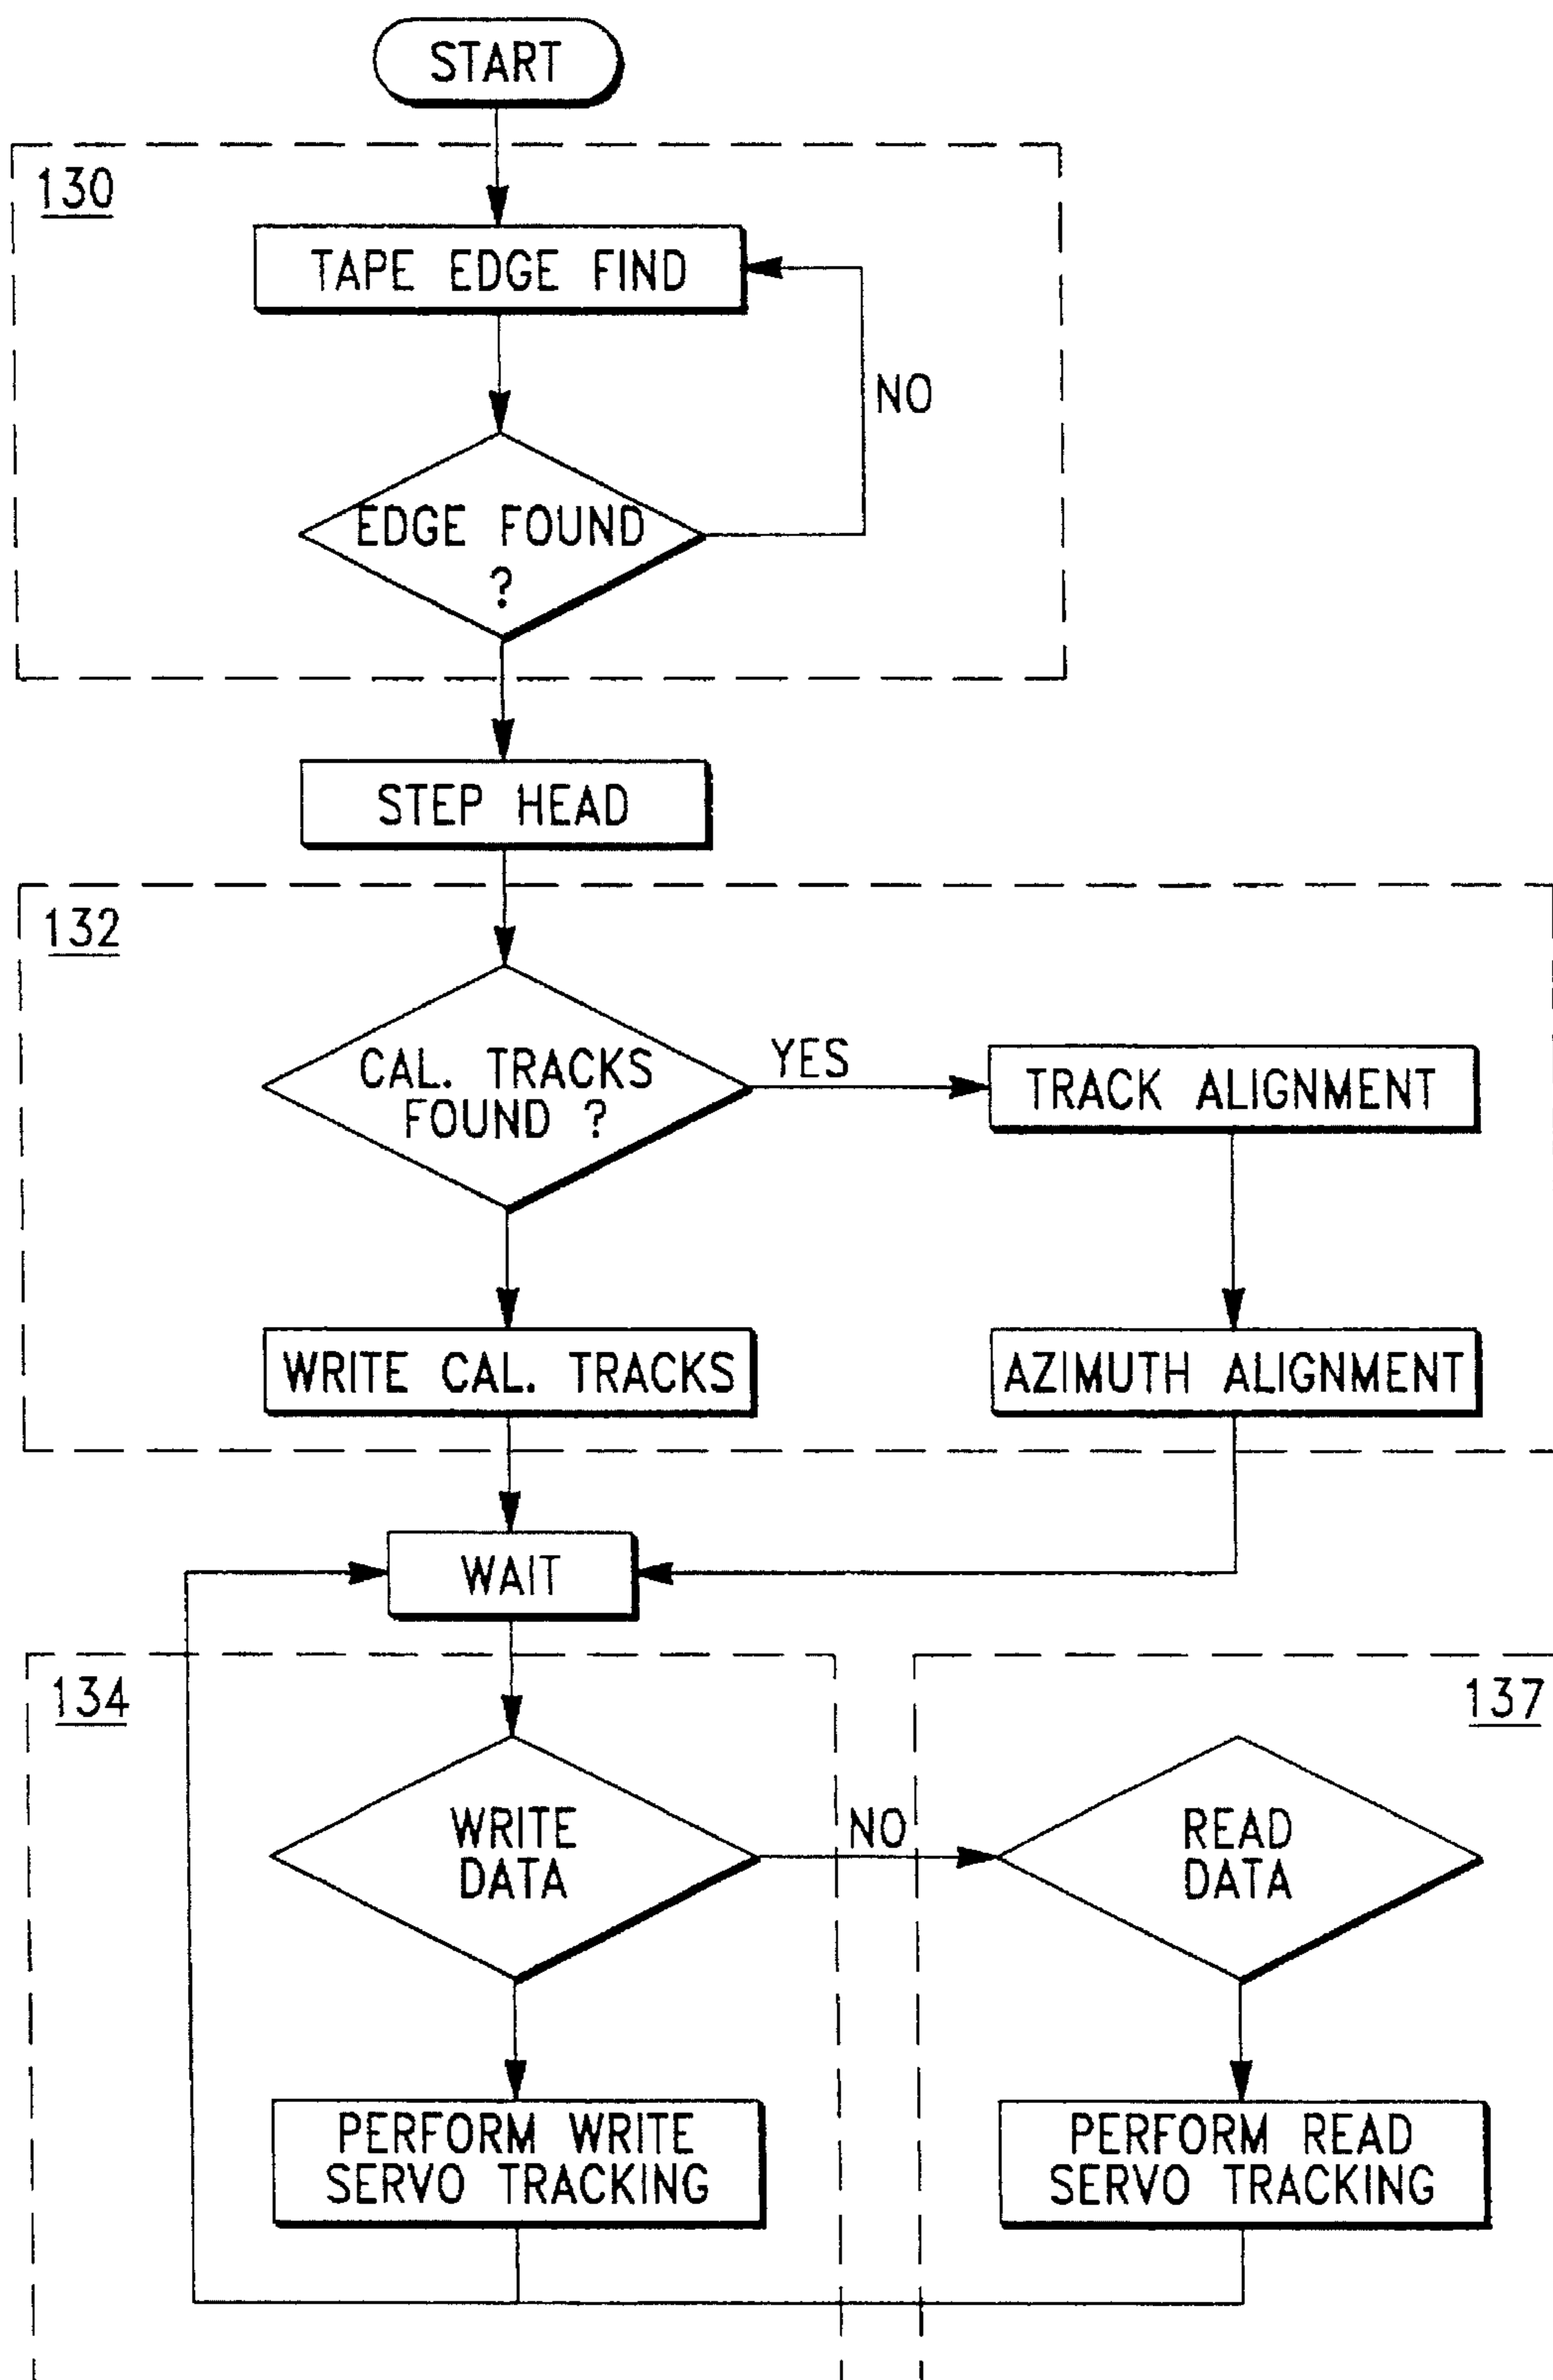 START
130
TAPE EDGE FIND
NO
EDGE FOUND
?
STEP HEAD
132
CAL. TRACKS
FOUND ?
YES
TRACK ALIGNMENT
WRITE CAL. TRACKS
AZIMUTH ALIGNMENT
WAIT
134
137
WRITE
DATA
NO
READ
DATA
PERFORM WRITE
SERVO TRACKING
PERFORM READ
SERVO TRACKING